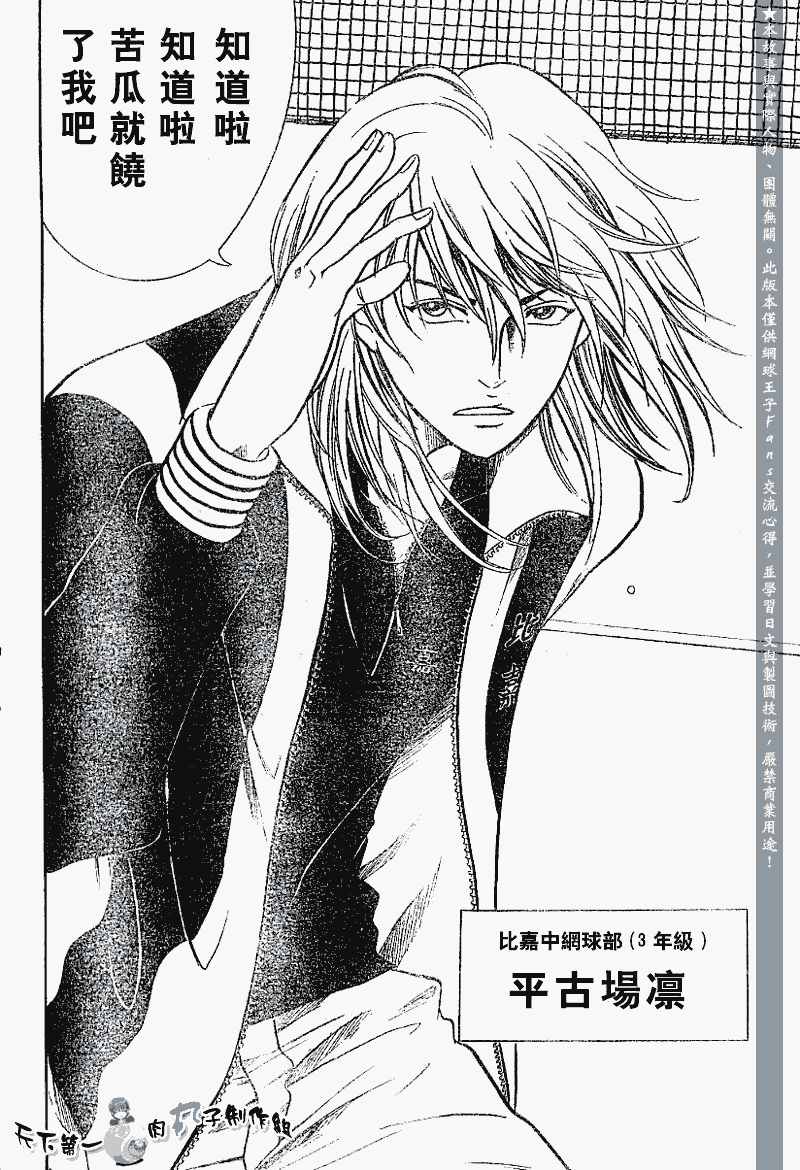 知道啦
知道啦
苦瓜就饒
了我吧
★本故事與實際人物、團體無關。此版本僅供網球王子Fans交流心得，並學習日文與製圖技術，嚴禁商業用途！
比嘉
嘉
比嘉中網球部(3年級)
平古場凛
天下第一肉丸子制作組